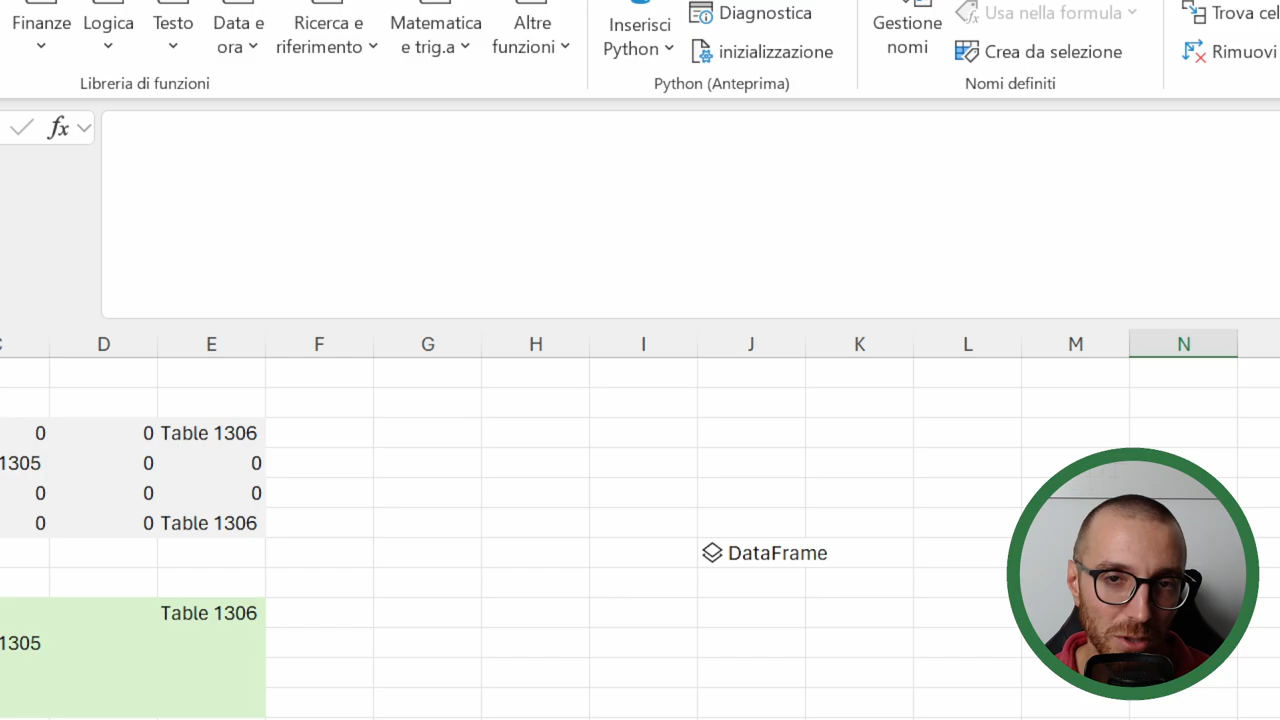 Finanze Logica Testo Data e ora Ricerca e riferimento Matematica e trig.a Altre funzioni
Libreria di funzioni
Inserisci Python
Diagnostica
inizializzazione
Python (Anteprima)
Gestione nomi
Usa nella formula
Crea da selezione
Nomi definiti
Trova cel
Rimuovi
fx
D E F G H I J K L M N
0 0 Table 1306
1305 0 0
0 0 0
0 0 Table 1306
DataFrame
Table 1306
1305